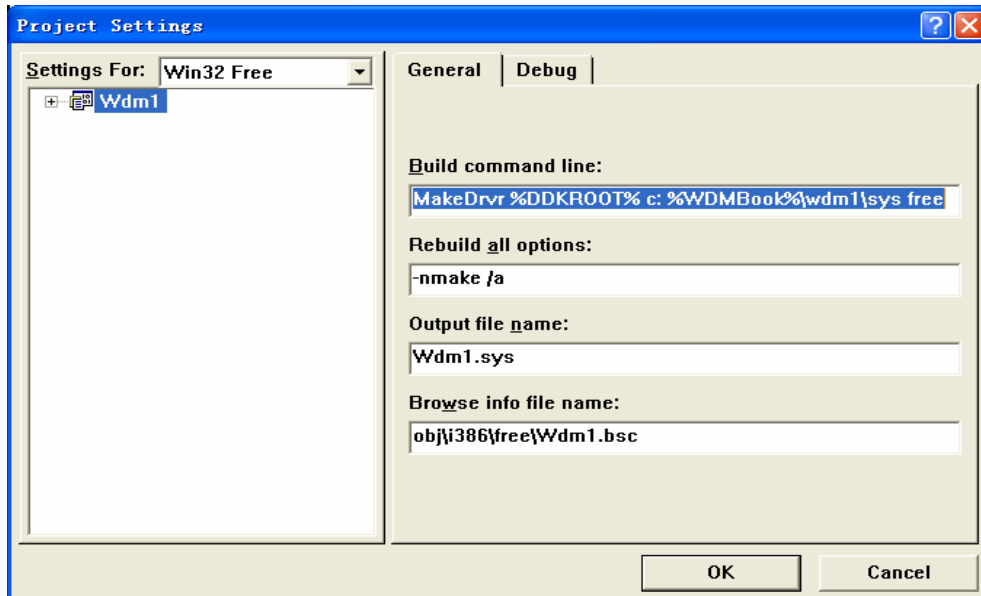 Project Settings
Settings For: Win32 Free
Wdm1
General Debug
Build command line:
MakeDrvr %DDKROOT% c: %WDMBook%\wdm1\sys free
Rebuild all options:
-nmake /a
Output file name:
Wdm1.sys
Browse info file name:
obj\i386\free\Wdm1.bsc
OK Cancel